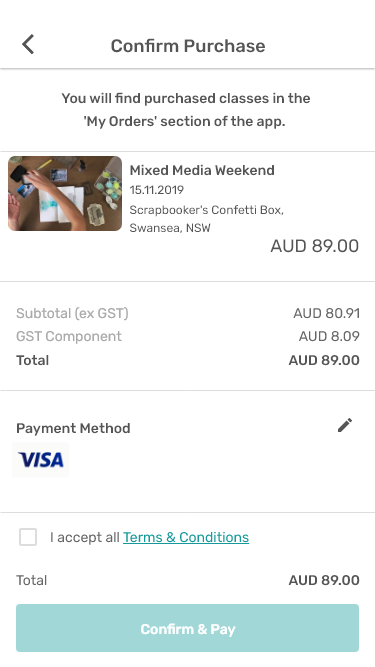 Confirm Purchase
You will find purchased classes in the
'My Orders' section of the app.
Mixed Media Weekend
15.11.2019
Scrapbooker's Confetti Box,
Swansea, NSW
AUD 89.00
Subtotal (ex GST) AUD 80.91
GST Component AUD 8.09
Total AUD 89.00
Payment Method
VISA
I accept all Terms & Conditions
Total AUD 89.00
Confirm & Pay